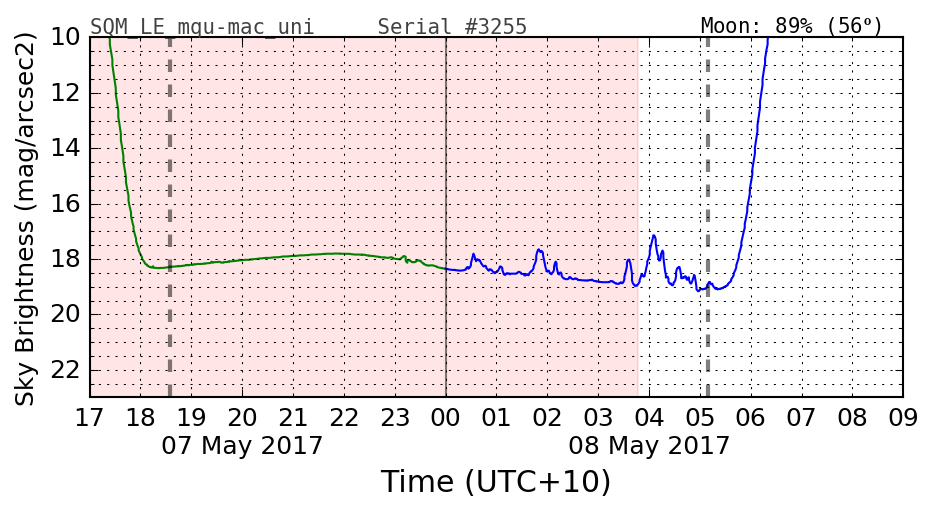 SQM_LE_mqu-mac_uni Serial #3255 Moon: 89% (56º)
Sky Brightness (mag/arcsec2)
10
12
14
16
18
20
22
17 18 19 20 21 22 23 00 01 02 03 04 05 06 07 08 09
07 May 2017 08 May 2017
Time (UTC+10)